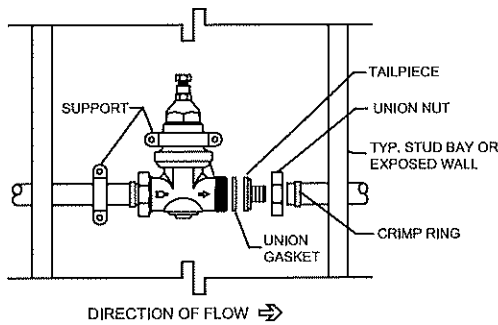 TAILPIECE
SUPPORT
UNION NUT
TYP. STUD BAY OR
EXPOSED WALL
CRIMP RING
UNION
GASKET
DIRECTION OF FLOW